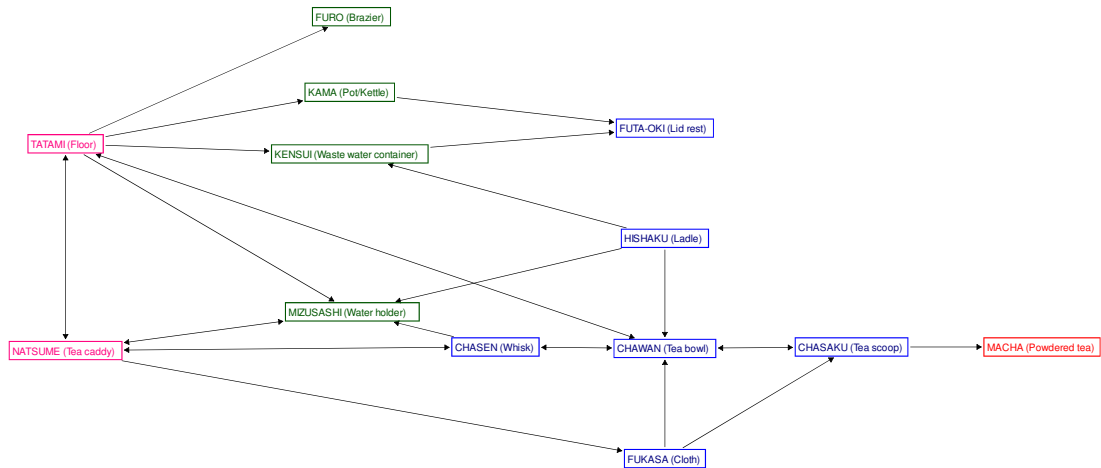 FURO (Brazier)
KAMA (Pot/Kettle)
FUTA-OKI (Lid rest)
TATAMI (Floor)
KENSUI (Waste water container)
HISHAKU (Ladle)
MIZUSASHI (Water holder)
NATSUME (Tea caddy)
CHASEN (Whisk)
CHAWAN (Tea bowl)
CHASAKU (Tea scoop)
MACHA (Powdered tea)
FUKASA (Cloth)